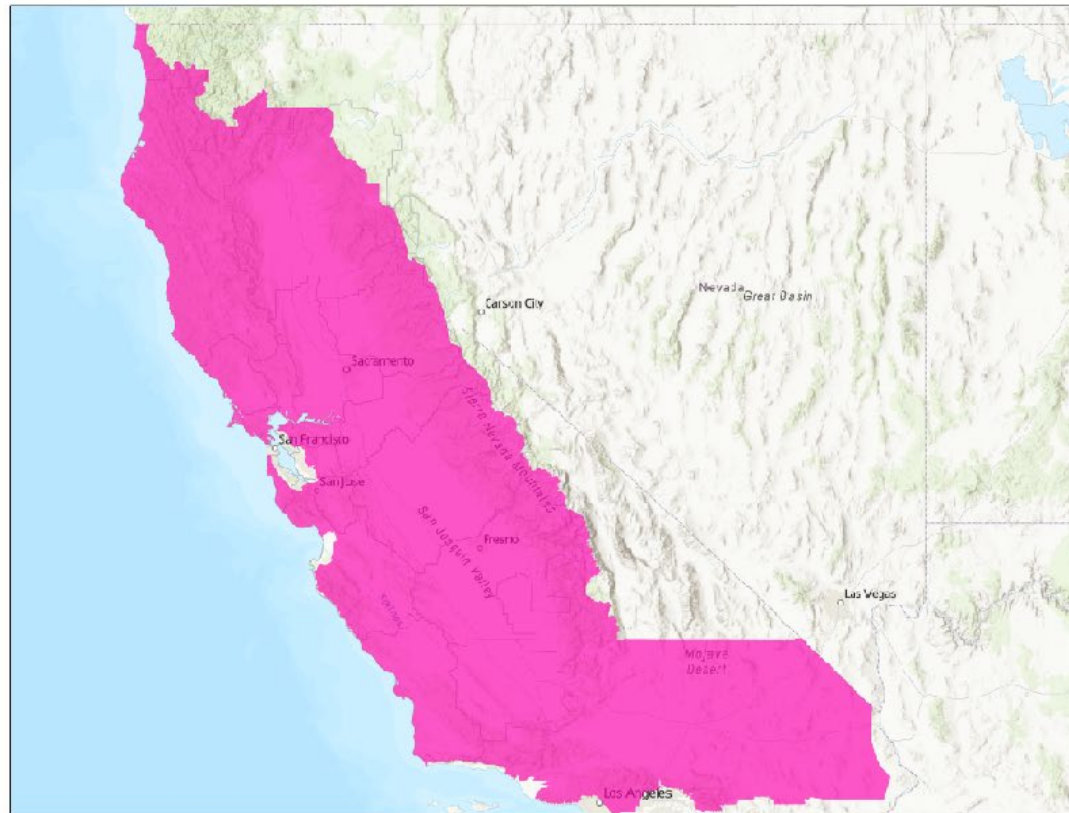 Carson City
Nevada
Great Basin
Sacramento
Sierra Nevada Mountains
San Francisco
San Jose
San Joaquin Valley
Fresno
Salinas
Las Vegas
Mojave
Desert
Los Angeles